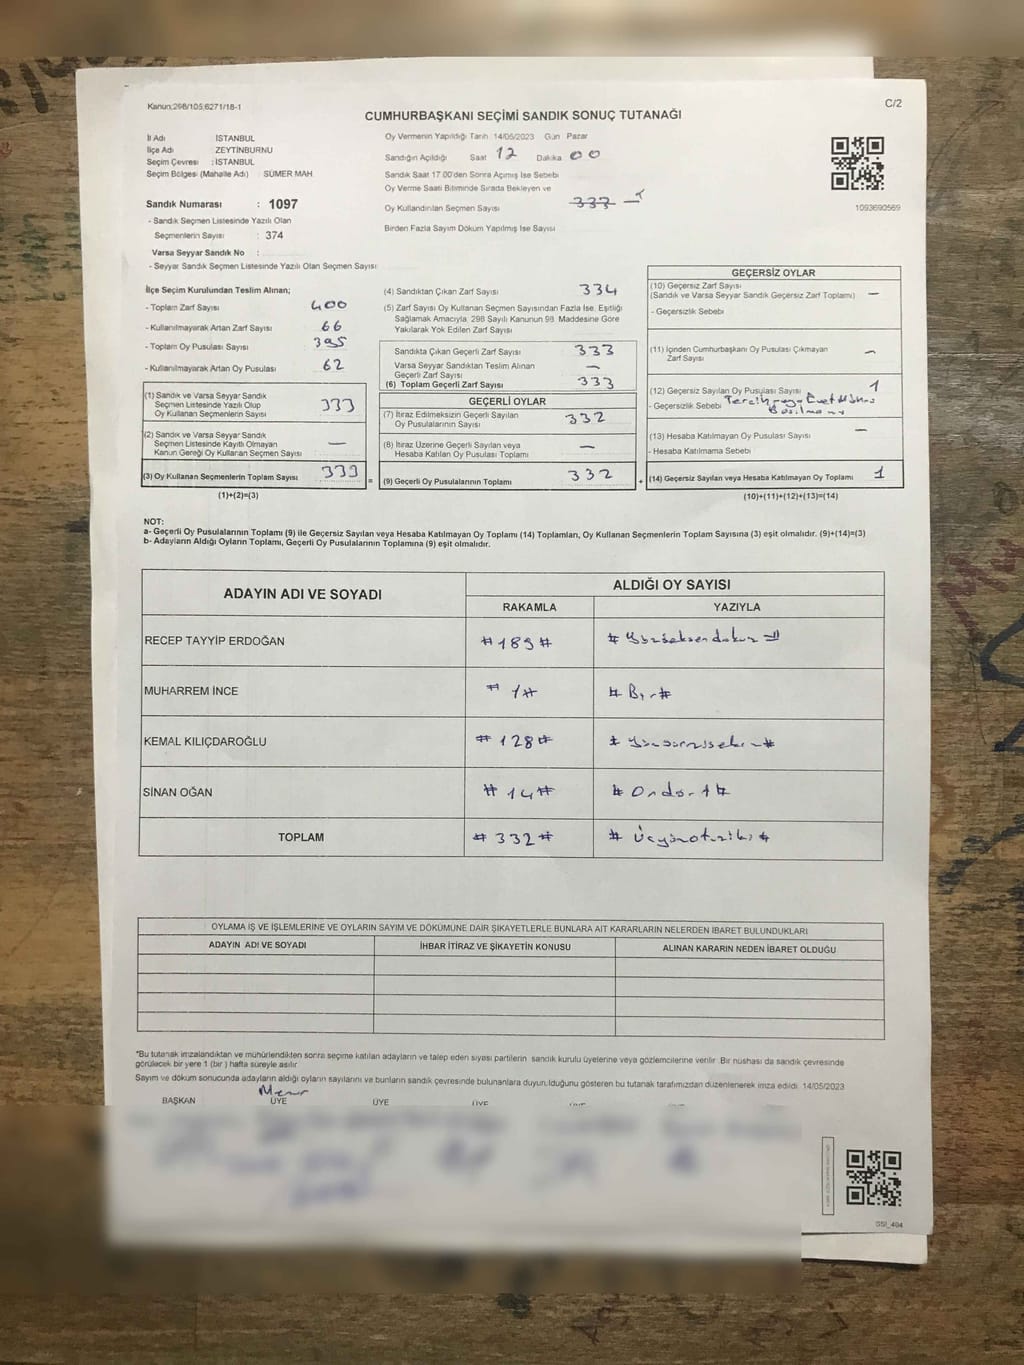 Kanun;298/105,6271/18-1
C/2
CUMHURBAŞKANI SEÇİMİ SANDIK SONUÇ TUTANAĞI
İl Adı : İSTANBUL
İlçe Adı : ZEYTİNBURNU
Seçim Çevresi : İSTANBUL
Seçim Bölgesi (Mahalle Adı) : SÜMER MAH
Sandık Numarası : 1097
- Sandık Seçmen Listesinde Yazılı Olan
Seçmenlerin Sayısı : 374
Varsa Seyyar Sandık No :
- Seyyar Sandık Seçmen Listesinde Yazılı Olan Seçmen Sayısı:
Oy Vermenin Yapıldığı Tarih 14/05/2023 Gün Pazar
Sandığın Açıldığı Saat 12 Dakika 00
Sandık Saat 17.00'den Sonra Açımış İse Sebebi
Oy Verme Saati Bitiminde Sırada Bekleyen ve
Oy Kullandırılan Seçmen Sayısı 333 —
Birden Fazla Sayım Döküm Yapılmış İse Sayısı
1093690569
İlçe Seçim Kurulundan Teslim Alınan;
- Toplam Zarf Sayısı 400
- Kullanılmayarak Artan Zarf Sayısı 66
- Toplam Oy Pusulası Sayısı 395
- Kullanılmayarak Artan Oy Pusulası 62
(1) Sandık ve Varsa Seyyar Sandık
Seçmen Listesinde Yazılı Olup
Oy Kullanan Seçmenlerin Sayısı 333
(2) Sandık ve Varsa Seyyar Sandık
Seçmen Listesinde Kayıtlı Olmayan
Kanun Gereği Oy Kullanan Seçmen Sayısı —
(3) Oy Kullanan Seçmenlerin Toplam Sayısı 333
(1)+(2)=(3)
(4) Sandıktan Çıkan Zarf Sayısı 334
(5) Zarf Sayısı Oy Kullanan Seçmen Sayısından Fazla İse, Eşitliği
Sağlamak Amacıyla, 298 Sayılı Kanunun 98. Maddesine Göre
Yakılarak Yok Edilen Zarf Sayısı
Sandıkta Çıkan Geçerli Zarf Sayısı 333
Varsa Seyyar Sandıktan Teslim Alınan
Geçerli Zarf Sayısı —
(6) Toplam Geçerli Zarf Sayısı 333
GEÇERLİ OYLAR
(7) İtiraz Edilmeksizin Geçerli Sayılan
Oy Pusulalarının Sayısı 332
(8) İtiraz Üzerine Geçerli Sayılan veya
Hesaba Katılan Oy Pusulası Toplamı —
= (9) Geçerli Oy Pusulalarının Toplamı 332 +
GEÇERSİZ OYLAR
(10) Geçersiz Zarf Sayısı
(Sandık ve Varsa Seyyar Sandık Geçersiz Zarf Toplamı) —
- Geçersizlik Sebebi
(11) İçinden Cumhurbaşkanı Oy Pusulası Çıkmayan
Zarf Sayısı —
(12) Geçersiz Sayılan Oy Pusulası Sayısı 1
- Geçersizlik Sebebi Tercih veya Evet Mührü
(13) Hesaba Katılmayan Oy Pusulası Sayısı —
- Hesaba Katılmama Sebebi
(14) Geçersiz Sayılan veya Hesaba Katılmayan Oy Toplamı 1
(10)+(11)+(12)+(13)=(14)
NOT:
a- Geçerli Oy Pusulalarının Toplamı (9) ile Geçersiz Sayılan veya Hesaba Katılmayan Oy Toplamı (14) Toplamları, Oy Kullanan Seçmenlerin Toplam Sayısına (3) eşit olmalıdır. (9)+(14)=(3)
b- Adayların Aldığı Oyların Toplamı, Geçerli Oy Pusulalarının Toplamına (9) eşit olmalıdır.
ADAYIN ADI VE SOYADI ALDIĞI OY SAYISI
RAKAMLA YAZIYLA
RECEP TAYYİP ERDOĞAN #189# # Yüzseksendokuz #
MUHARREM İNCE # 1# # Bir #
KEMAL KILIÇDAROĞLU # 128# # Yüzyirmisekiz #
SİNAN OĞAN # 14# # Ondört #
TOPLAM # 332 # # Üçyüzotuziki #
OYLAMA İŞ VE İŞLEMLERİNE VE OYLARIN SAYIM VE DÖKÜMÜNE DAİR ŞİKAYETLERLE BUNLARA AİT KARARLARIN NELERDEN İBARET BULUNDUKLARI
ADAYIN ADI VE SOYADI İHBAR İTİRAZ VE ŞİKAYETİN KONUSU ALINAN KARARIN NEDEN İBARET OLDUĞU
*Bu tutanak imzalandıktan ve mühürlendikten sonra seçime katılan adayların ve talep eden siyasi partilerin sandık kurulu üyelerine veya gözlemcilerine verilir Bir nüshası da sandık çevresinde
görülecek bir yere 1 (bir ) hafta süreyle asılır
Sayım ve döküm sonucunda adayların aldığı oyların sayılarını ve bunların sandık çevresinde bulunanlara duyurulduğunu gösteren bu tutanak tarafımızdan düzenlenerek imza edildi 14/05/2023
BAŞKAN ÜYE ÜYE ÜYE
GSI_404